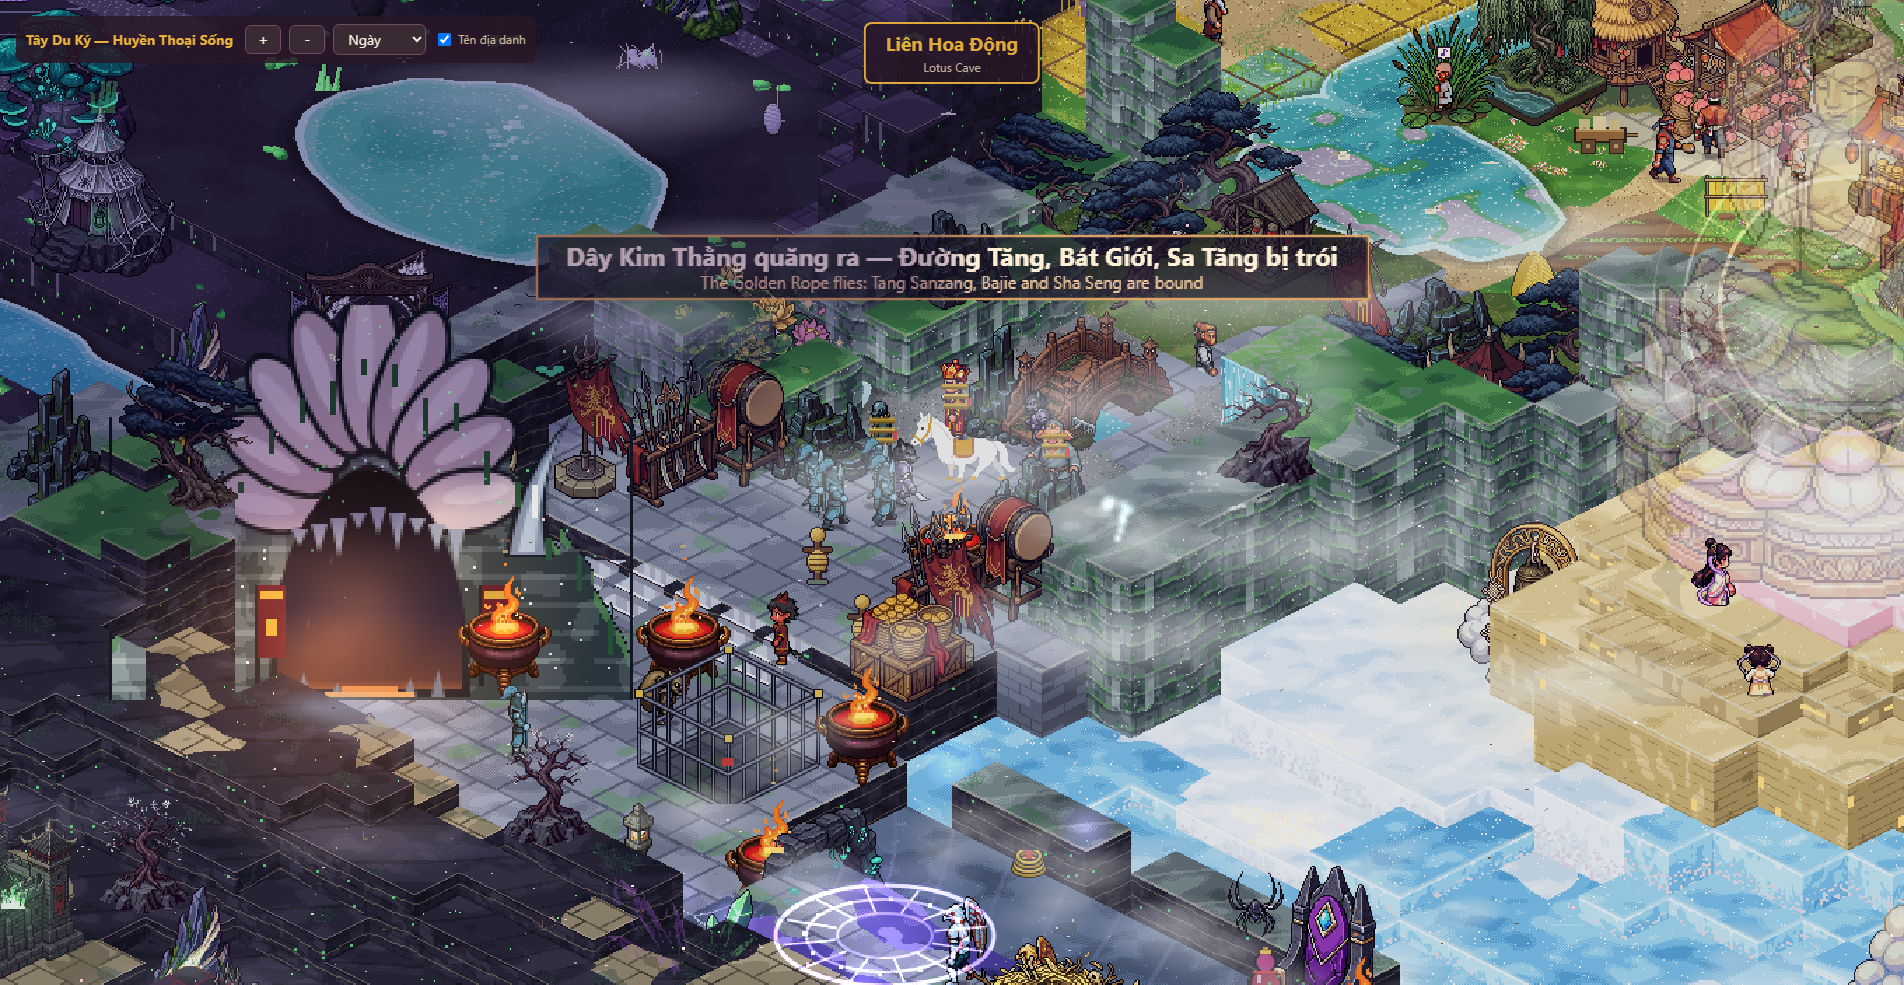 Tây Du Ký — Huyền Thoại Sống
+
-
Ngày
Tên địa danh
Liên Hoa Động
Lotus Cave
Dây Kim Thằng quăng ra — Đường Tăng, Bát Giới, Sa Tăng bị trói
The Golden Rope flies: Tang Sanzang, Bajie and Sha Seng are bound